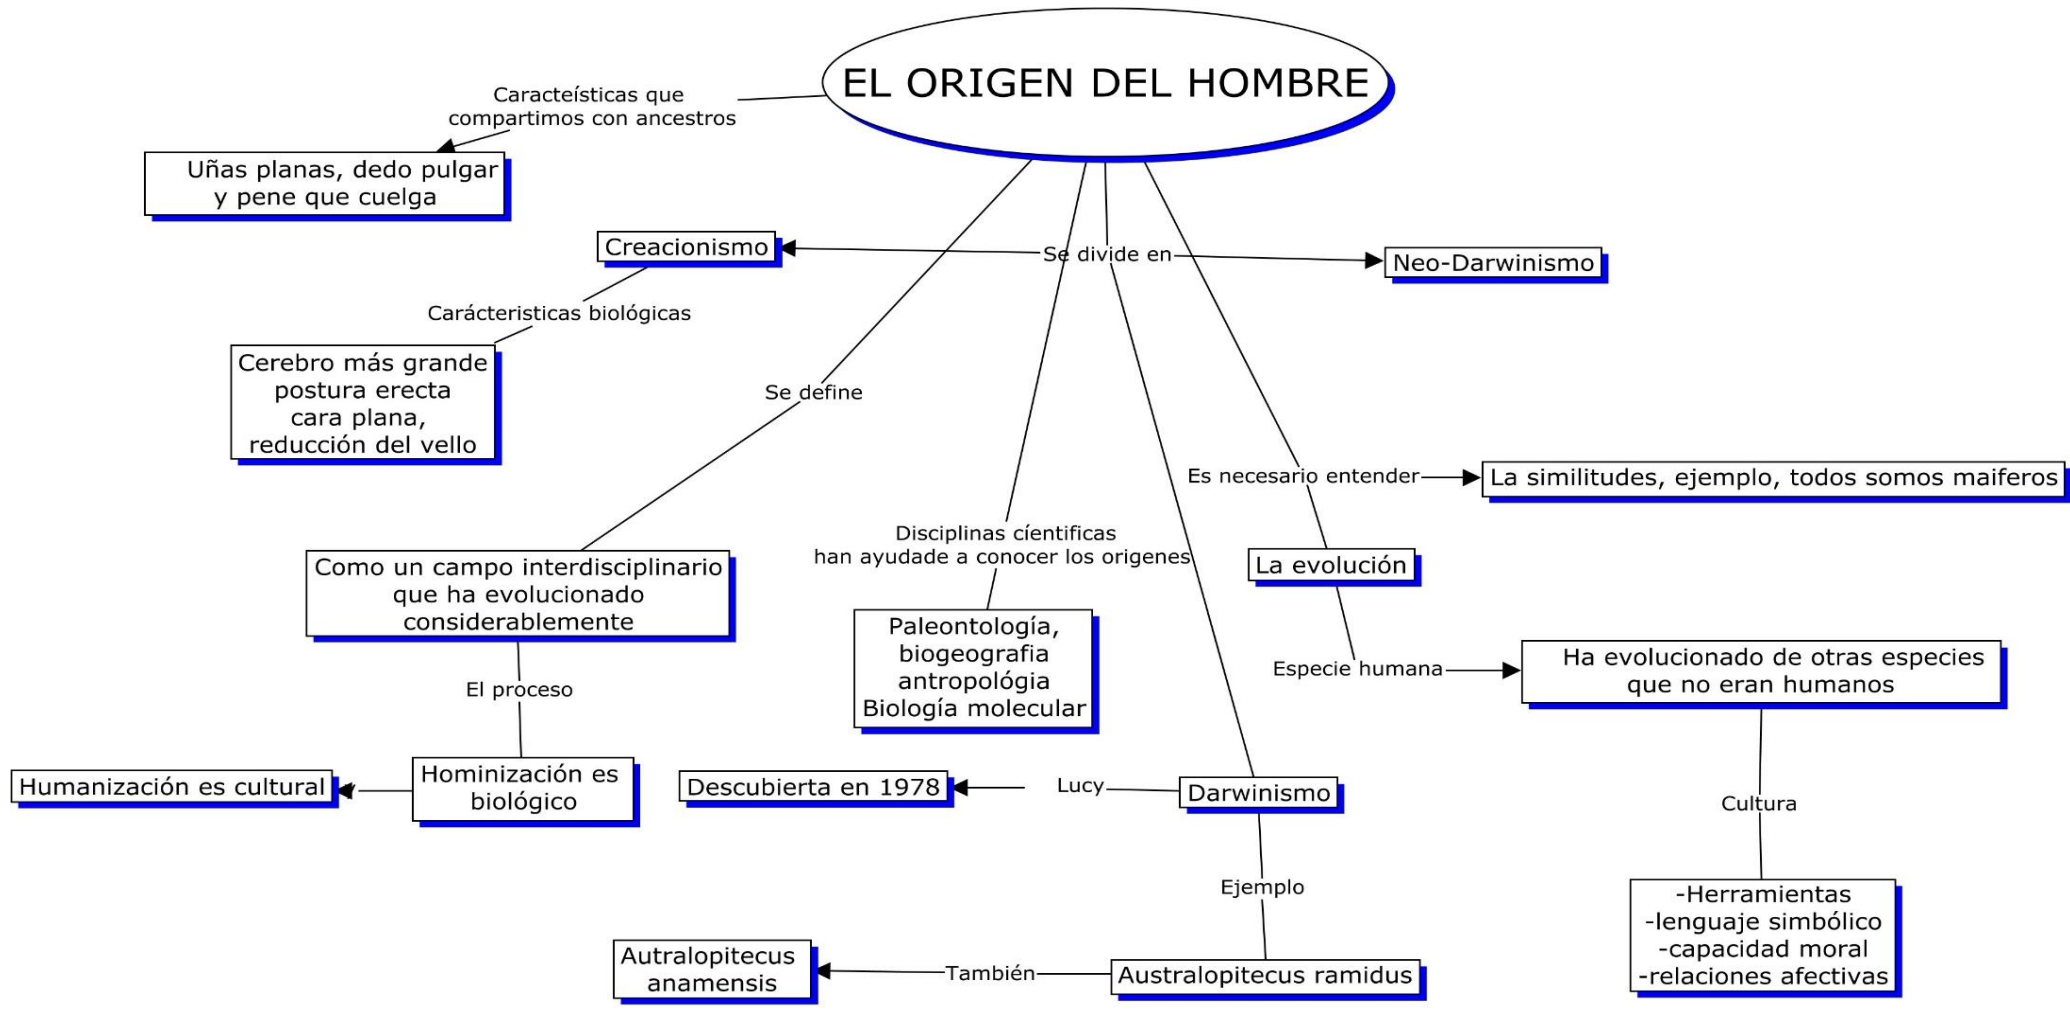 EL ORIGEN DEL HOMBRE
Caracteísticas que
compartimos con ancestros
Uñas planas, dedo pulgar
y pene que cuelga
Creacionismo
Se divide en
Neo-Darwinismo
Carácteristicas biológicas
Cerebro más grande
postura erecta
cara plana,
reducción del vello
Se define
Es necesario entender
La similitudes, ejemplo, todos somos maiferos
Disciplinas cíentificas
han ayudade a conocer los origenes
La evolución
Como un campo interdisciplinario
que ha evolucionado
considerablemente
Paleontología,
biogeografia
antropológia
Biología molecular
Especie humana
Ha evolucionado de otras especies
que no eran humanos
El proceso
Humanización es cultural
y
Hominización es
biológico
Descubierta en 1978
Lucy
Darwinismo
Cultura
Ejemplo
-Herramientas
-lenguaje simbólico
-capacidad moral
-relaciones afectivas
Autralopitecus
anamensis
También
Australopitecus ramidus